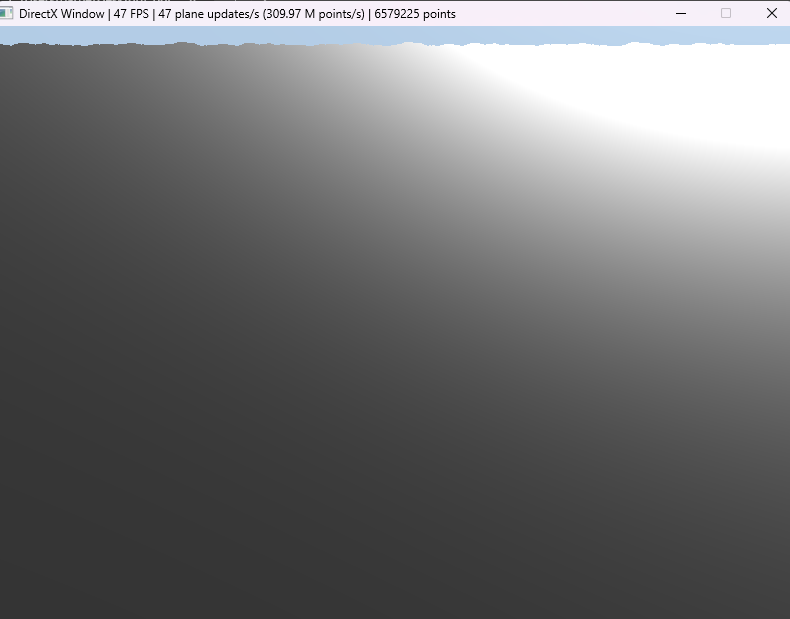 DirectX Window | 47 FPS | 47 plane updates/s (309.97 M points/s) | 6579225 points